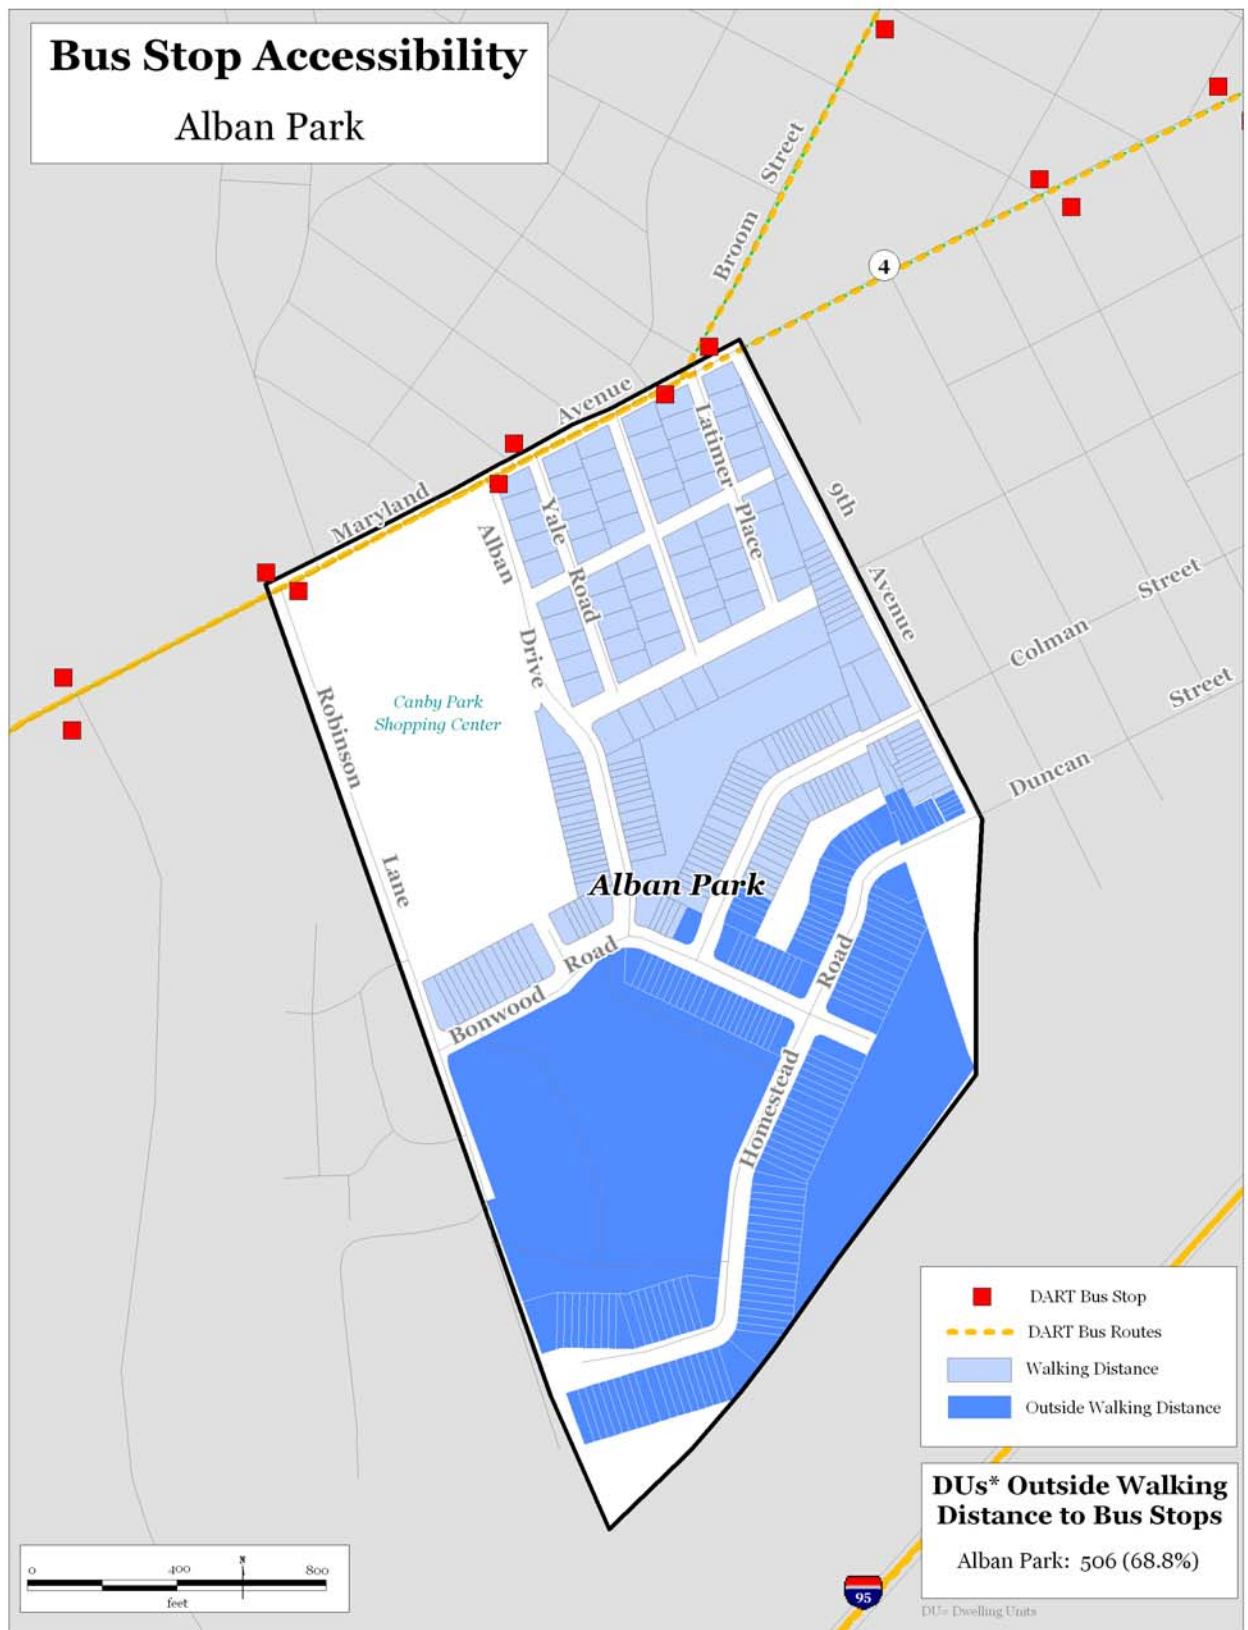 Bus Stop Accessibility
Alban Park
Broom Street
4
Maryland Avenue
Latimer Place
9th Avenue
Yale Road
Alban Drive
Colman Street
Duncan Street
Canby Park
Shopping Center
Robinson Lane
Alban Park
Bonwood Road
Homestead Road
DART Bus Stop
DART Bus Routes
Walking Distance
Outside Walking Distance
DUs* Outside Walking
Distance to Bus Stops
Alban Park: 506 (68.8%)
DU= Dwelling Units
95
N
0 400 800
feet